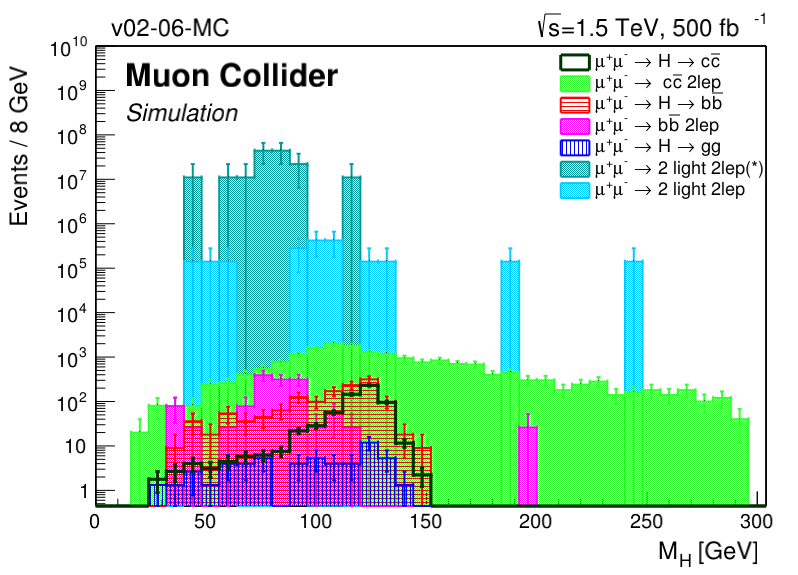 v02-06-MC √s=1.5 TeV, 500 fb⁻¹
Events / 8 GeV
Muon Collider
Simulation
μ⁺μ⁻ → H → cc̅
μ⁺μ⁻ → cc̅ 2lep
μ⁺μ⁻ → H → bb̅
μ⁺μ⁻ → bb̅ 2lep
μ⁺μ⁻ → H → gg
μ⁺μ⁻ → 2 light 2lep(*)
μ⁺μ⁻ → 2 light 2lep
10¹⁰
10⁹
10⁸
10⁷
10⁶
10⁵
10⁴
10³
10²
10
1
0 50 100 150 200 250 300
M_H [GeV]